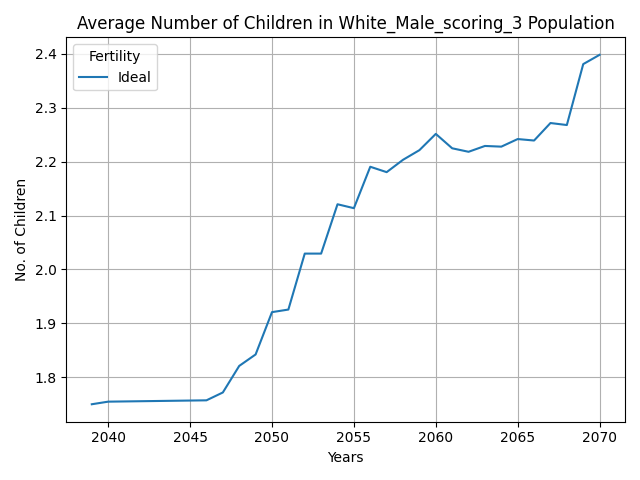 Average Number of Children in White_Male_scoring_3 Population
Fertility
Ideal
No. of Children
2.4
2.3
2.2
2.1
2.0
1.9
1.8
2040 2045 2050 2055 2060 2065 2070
Years